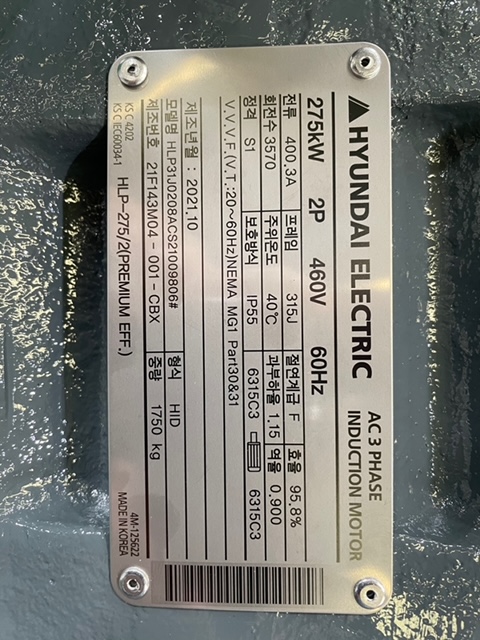 HYUNDAI ELECTRIC
AC 3 PHASE
INDUCTION MOTOR
275kW 2P 460V 60Hz
전류 400.3A 프레임 315J 절연계급 F 효율 95.8%
회전수 3570 주위온도 40℃ 과부하율 1.15 역율 0.900
정격 S1 보호방식 IP55 6315C3 6315C3
V.V.V.F.(V.T.:20~60Hz)NEMA MG1 Part30&31
제조년월 : 2021.10
모델명 HLP31J0208ACS21009806# 형식 HID
제조번호 21F143M04-001-CBX 중량 1750 kg
KS C 4202
KS C IEC60034-1
HLP-275/2(PREMIUM EFF.)
4M-125622
MADE IN KOREA